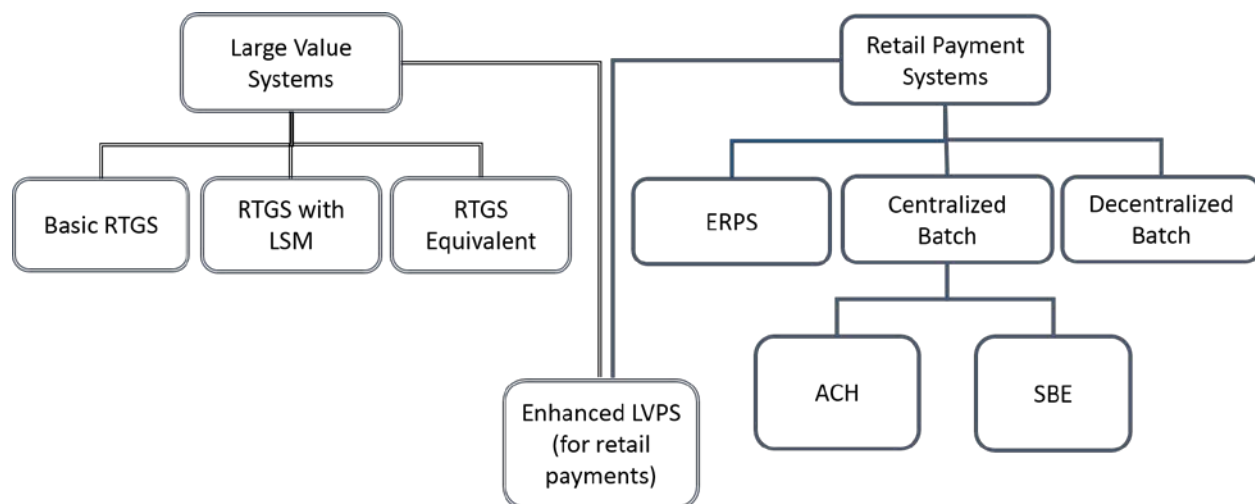 Large Value
Systems
Retail Payment
Systems
Basic RTGS
RTGS with
LSM
RTGS
Equivalent
ERPS
Centralized
Batch
Decentralized
Batch
ACH
SBE
Enhanced LVPS
(for retail
payments)